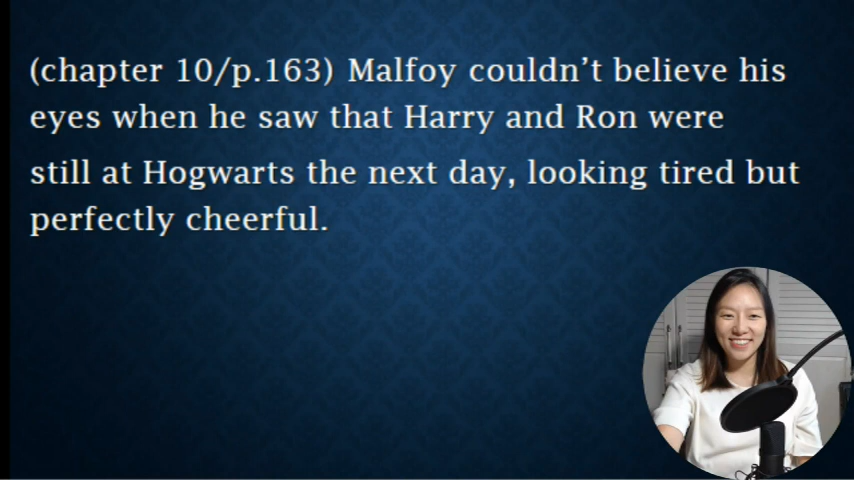 (chapter 10/p.163) Malfoy couldn’t believe his
eyes when he saw that Harry and Ron were
still at Hogwarts the next day, looking tired but
perfectly cheerful.